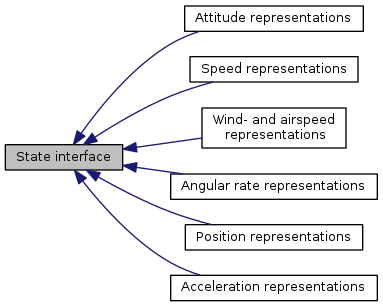 Attitude representations
Speed representations
Wind- and airspeed
representations
State interface
Angular rate representations
Position representations
Acceleration representations